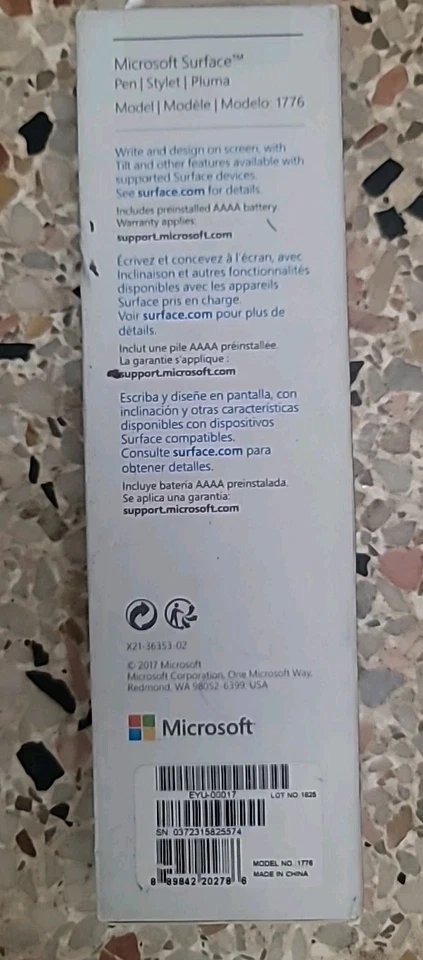 Microsoft Surface™
Pen | Stylet | Pluma
Model | Modèle | Modelo: 1776
Write and design on screen, with
Tilt and other features available with
supported Surface devices.
See surface.com for details.
Includes preinstalled AAAA battery.
Warranty applies:
support.microsoft.com
Écrivez et concevez à l'écran, avec
Inclinaison et autres fonctionnalités
disponibles avec les appareils
Surface pris en charge.
Voir surface.com pour plus de
détails.
Inclut une pile AAAA préinstallée.
La garantie s'applique :
support.microsoft.com
Escriba y diseñe en pantalla, con
inclinación y otras características
disponibles con dispositivos
Surface compatibles.
Consulte surface.com para
obtener detalles.
Incluye batería AAAA preinstalada.
Se aplica una garantía:
support.microsoft.com
X21-36353-02
© 2017 Microsoft
Microsoft Corporation, One Microsoft Way,
Redmond, WA 98052-6399, USA
Microsoft
EYU-00017 LOT NO. 1825
SN 0372315825574
MODEL NO. 1776
MADE IN CHINA
8 89842 20278 6